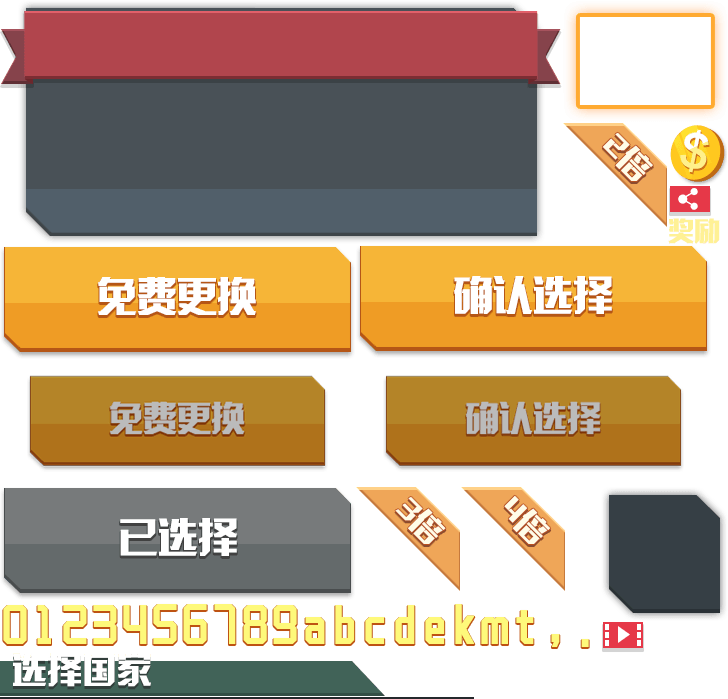 2倍
$
奖励
免费更换
确认选择
免费更换
确认选择
已选择
3倍
4倍
0123456789abcdekmt,.
选择国家